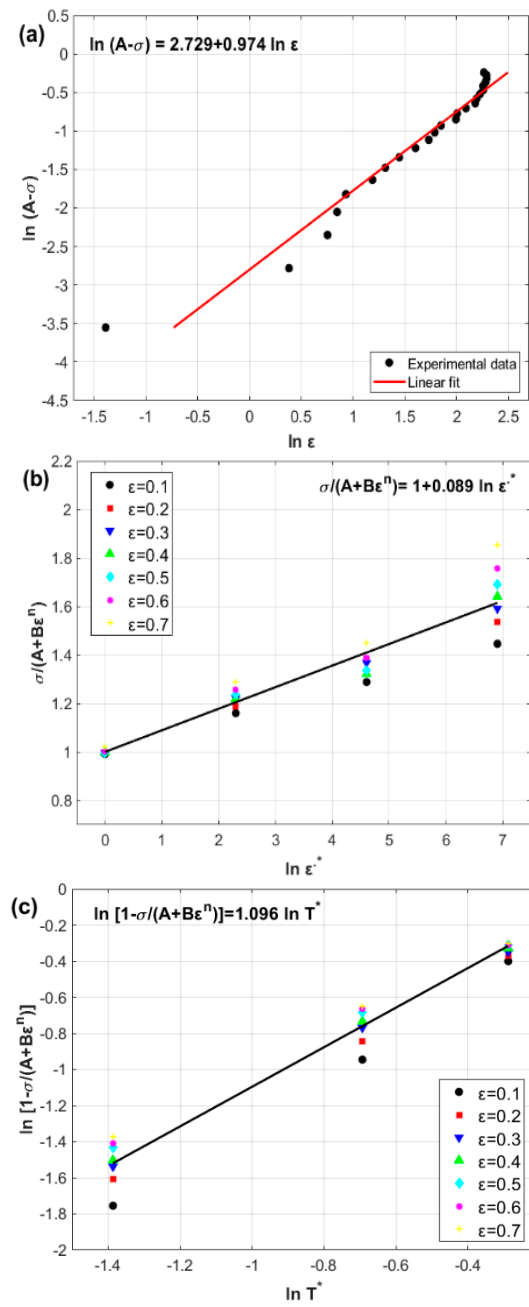 (a)
ln (A-σ) = 2.729+0.974 ln ε
0.5
0
-0.5
-1
-1.5
-2
-2.5
-3
-3.5
-4
-4.5
ln (A-σ)
Experimental data
Linear fit
-1.5 -1 -0.5 0 0.5 1 1.5 2 2.5
ln ε
(b)
σ/(A+Bεⁿ)= 1+0.089 ln ε˙*
ε=0.1
ε=0.2
ε=0.3
ε=0.4
ε=0.5
ε=0.6
ε=0.7
2.2
2
1.8
1.6
1.4
1.2
1
0.8
σ/(A+Bεⁿ)
0 1 2 3 4 5 6 7
ln ε˙*
(c)
ln [1-σ/(A+Bεⁿ)]=1.096 ln T*
0
-0.2
-0.4
-0.6
-0.8
-1
-1.2
-1.4
-1.6
-1.8
-2
ln [1-σ/(A+Bεⁿ)]
ε=0.1
ε=0.2
ε=0.3
ε=0.4
ε=0.5
ε=0.6
ε=0.7
-1.4 -1.2 -1 -0.8 -0.6 -0.4
ln T*